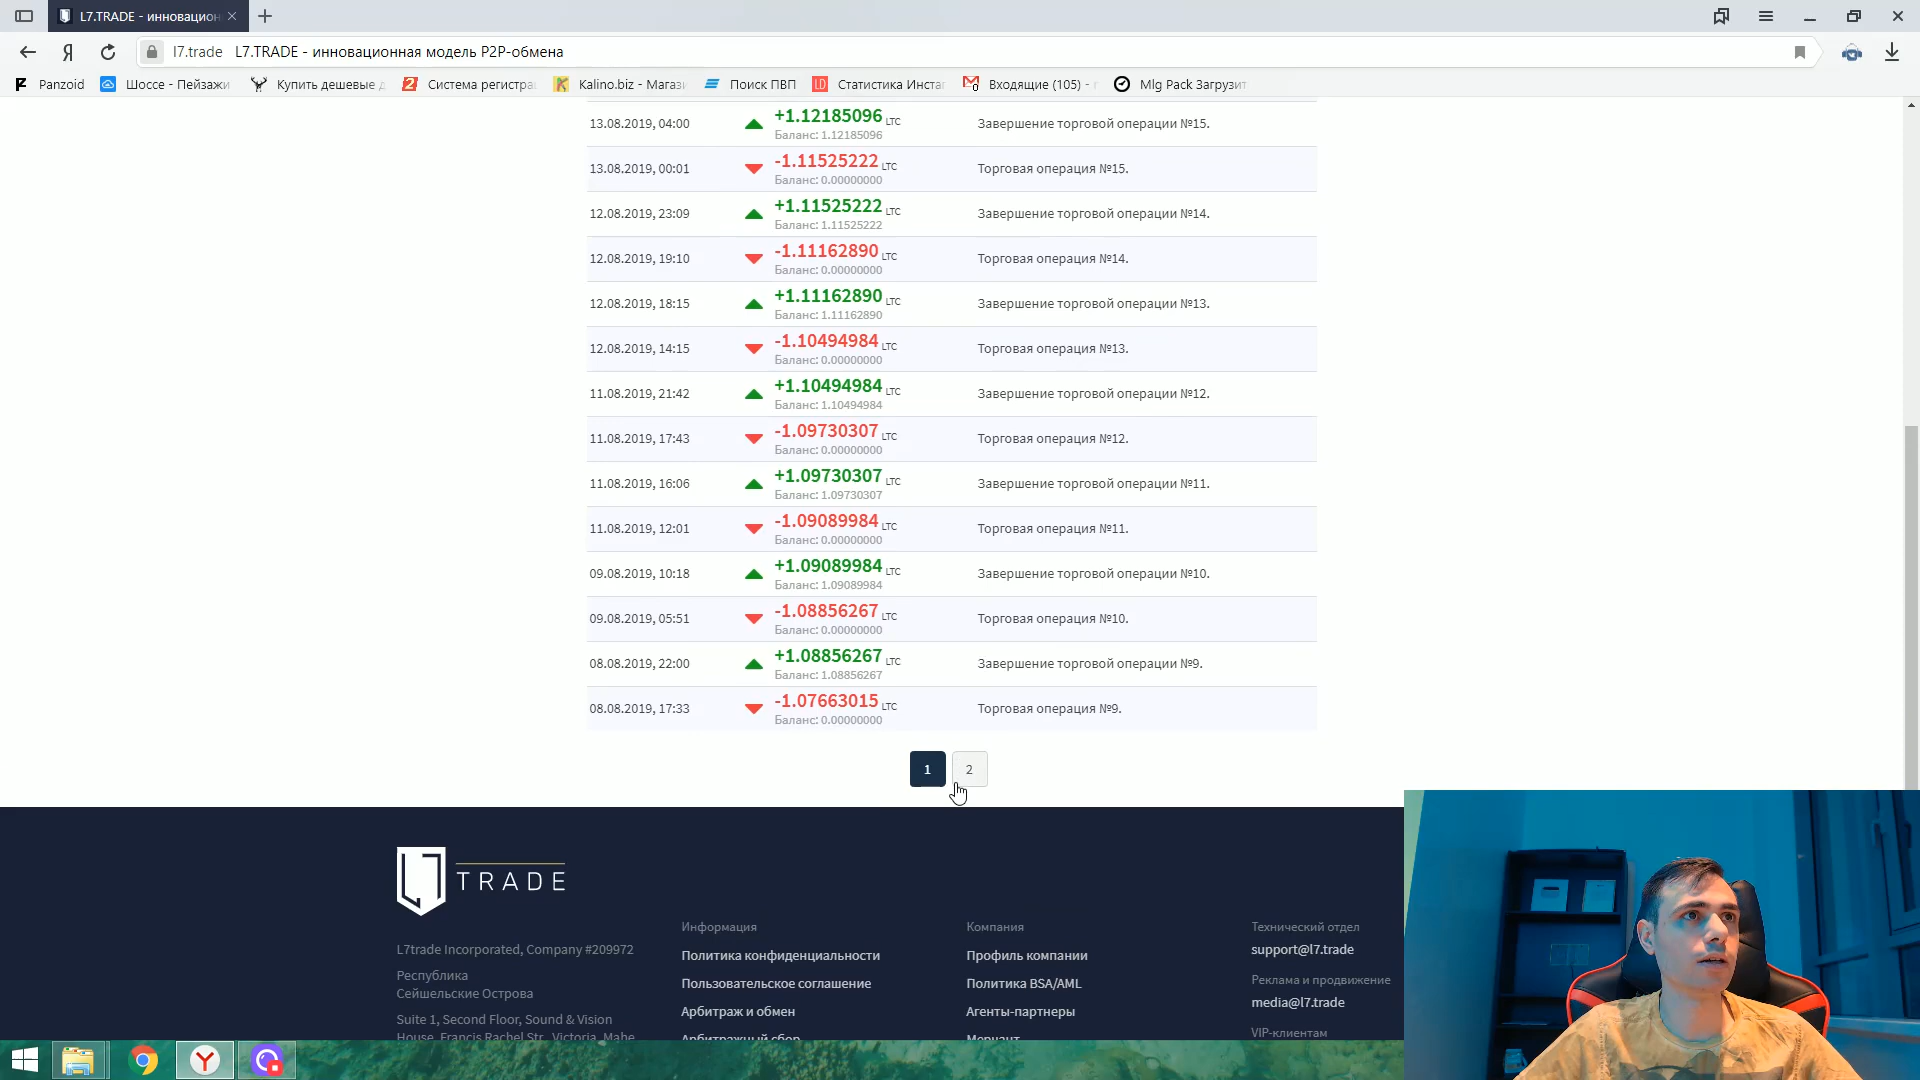 L7.TRADE - инновацион
l7.trade L7.TRADE - инновационная модель P2P-обмена
Panzoid Шоссе - Пейзажи Купить дешевые Система регистра Kalino.biz - Магази Поиск ПВП Статистика Инста Входящие (105) - Mlg Pack Загрузит
13.08.2019, 04:00 +1.12185096 LTC Завершение торговой операции №15.
Баланс: 1.12185096
13.08.2019, 00:01 -1.11525222 LTC Торговая операция №15.
Баланс: 0.00000000
12.08.2019, 23:09 +1.11525222 LTC Завершение торговой операции №14.
Баланс: 1.11525222
12.08.2019, 19:10 -1.11162890 LTC Торговая операция №14.
Баланс: 0.00000000
12.08.2019, 18:15 +1.11162890 LTC Завершение торговой операции №13.
Баланс: 1.11162890
12.08.2019, 14:15 -1.10494984 LTC Торговая операция №13.
Баланс: 0.00000000
11.08.2019, 21:42 +1.10494984 LTC Завершение торговой операции №12.
Баланс: 1.10494984
11.08.2019, 17:43 -1.09730307 LTC Торговая операция №12.
Баланс: 0.00000000
11.08.2019, 16:06 +1.09730307 LTC Завершение торговой операции №11.
Баланс: 1.09730307
11.08.2019, 12:01 -1.09089984 LTC Торговая операция №11.
Баланс: 0.00000000
09.08.2019, 10:18 +1.09089984 LTC Завершение торговой операции №10.
Баланс: 1.09089984
09.08.2019, 05:51 -1.08856267 LTC Торговая операция №10.
Баланс: 0.00000000
08.08.2019, 22:00 +1.08856267 LTC Завершение торговой операции №9.
Баланс: 1.08856267
08.08.2019, 17:33 -1.07663015 LTC Торговая операция №9.
Баланс: 0.00000000
1 2
TRADE
L7trade Incorporated, Company #209972
Республика
Сейшельские Острова
Suite 1, Second Floor, Sound & Vision
House, Francis Rachel Str., Victoria, Mahe
Информация
Политика конфиденциальности
Пользовательское соглашение
Арбитраж и обмен
Арбитражный сбор
Компания
Профиль компании
Политика BSA/AML
Агенты-партнеры
Мерчант
Технический отдел
support@l7.trade
Реклама и продвижение
media@l7.trade
VIP-клиентам